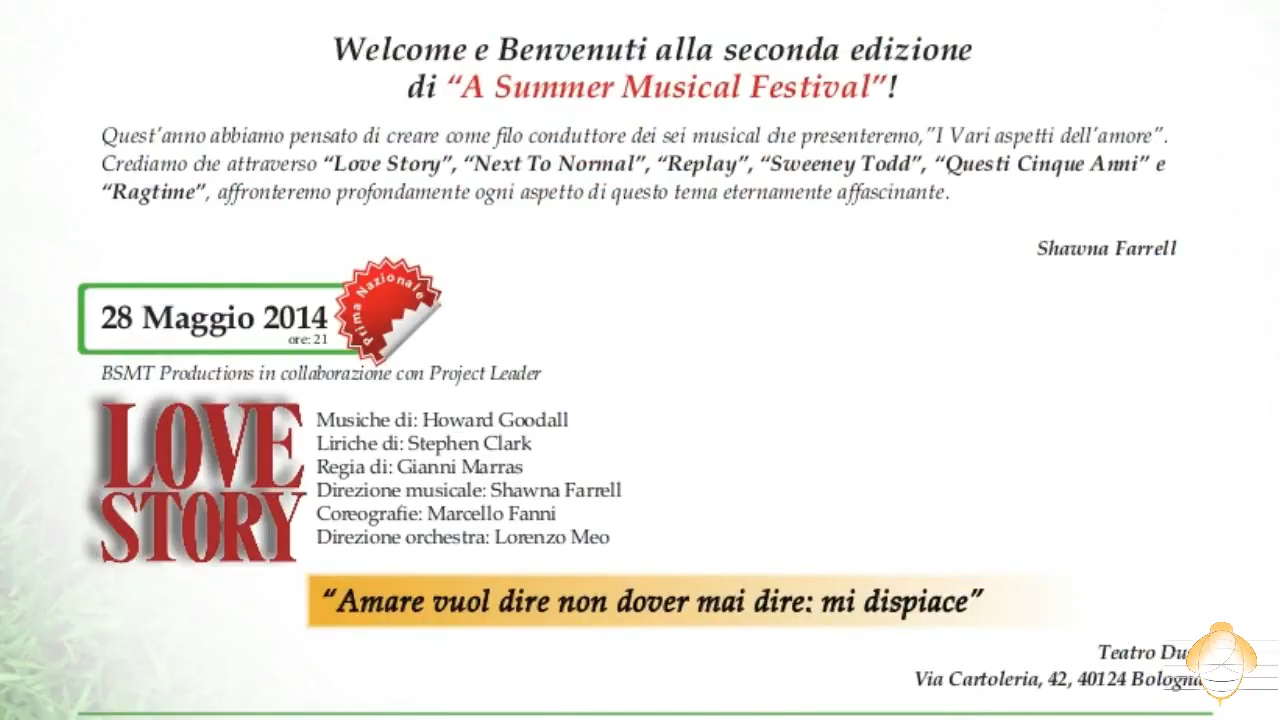 Welcome e Benvenuti alla seconda edizione
di “A Summer Musical Festival”!
Quest’anno abbiamo pensato di creare come filo conduttore dei sei musical che presenteremo,”I Vari aspetti dell’amore”.
Crediamo che attraverso “Love Story”, “Next To Normal”, “Replay”, “Sweeney Todd”, “Questi Cinque Anni” e
“Ragtime”, affronteremo profondamente ogni aspetto di questo tema eternamente affascinante.
Shawna Farrell
Prima Nazionale
28 Maggio 2014
ore: 21
BSMT Productions in collaborazione con Project Leader
LOVE
STORY
Musiche di: Howard Goodall
Liriche di: Stephen Clark
Regia di: Gianni Marras
Direzione musicale: Shawna Farrell
Coreografie: Marcello Fanni
Direzione orchestra: Lorenzo Meo
“Amare vuol dire non dover mai dire: mi dispiace”
Teatro
Via Cartoleria, 42, 40124 Bologna